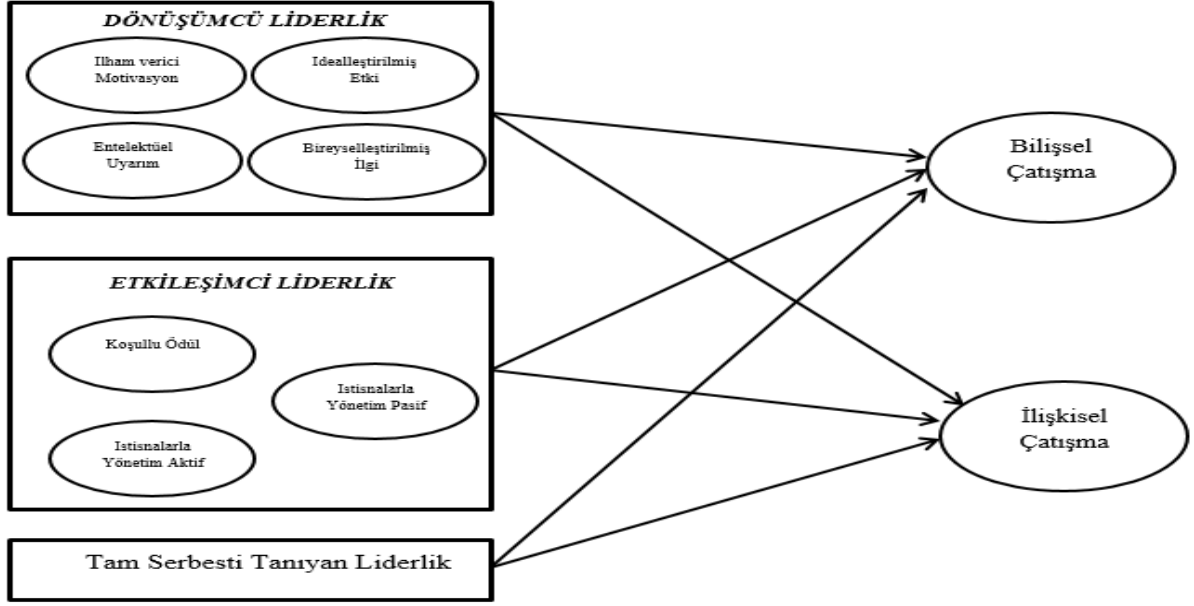 DÖNÜŞÜMCÜ LİDERLİK
Ilham verici
Motivasyon
Idealleştirilmiş
Etki
Entelektüel
Uyarım
Bireyselleştirilmiş
İlgi
ETKİLEŞİMCİ LİDERLİK
Koşullu Ödül
Istisnalarla
Yönetim Pasif
Istisnalarla
Yönetim Aktif
Tam Serbesti Tanıyan Liderlik
Bilişsel
Çatışma
İlişkisel
Çatışma